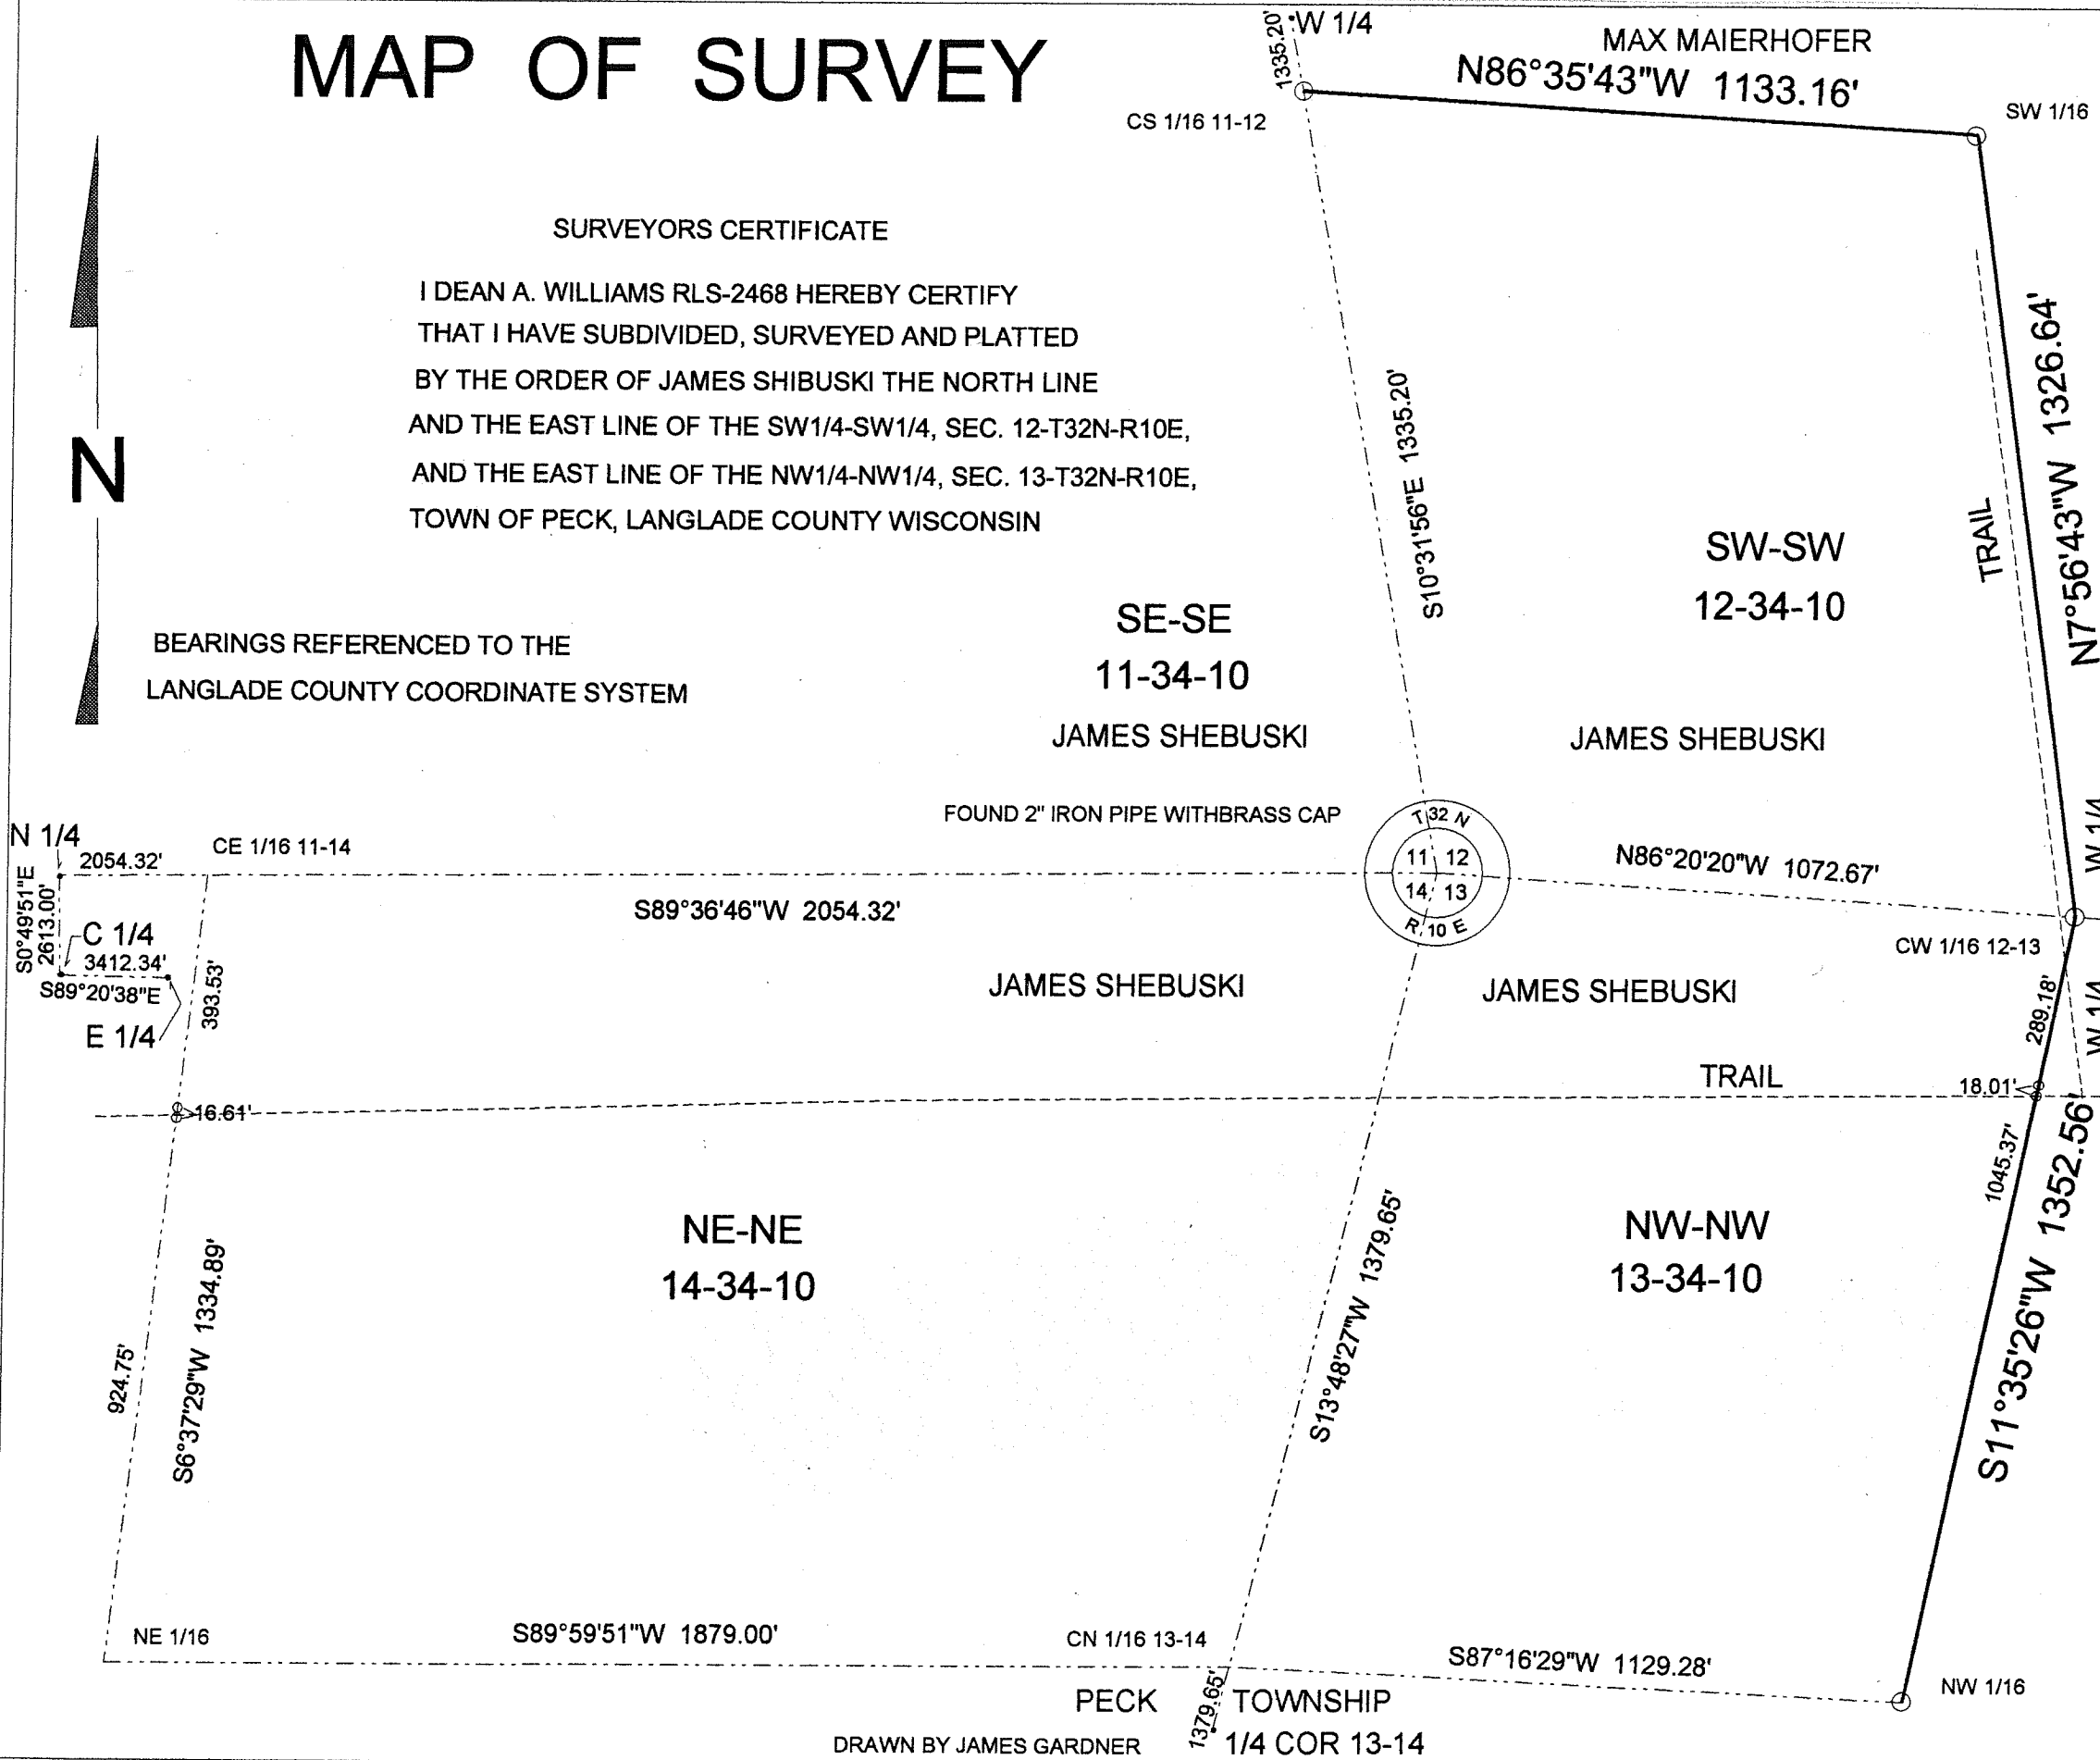 MAP OF SURVEY
1335.20'
W 1/4
MAX MAIERHOFER
N86°35'43"W 1133.16'
CS 1/16 11-12
SW 1/16
SURVEYORS CERTIFICATE
I DEAN A. WILLIAMS RLS-2468 HEREBY CERTIFY
THAT I HAVE SUBDIVIDED, SURVEYED AND PLATTED
BY THE ORDER OF JAMES SHIBUSKI THE NORTH LINE
AND THE EAST LINE OF THE SW1/4-SW1/4, SEC. 12-T32N-R10E,
AND THE EAST LINE OF THE NW1/4-NW1/4, SEC. 13-T32N-R10E,
TOWN OF PECK, LANGLADE COUNTY WISCONSIN
N
BEARINGS REFERENCED TO THE
LANGLADE COUNTY COORDINATE SYSTEM
S10°31'56"E 1335.20'
TRAIL
N7°56'43"W 1326.64'
SW-SW
12-34-10
SE-SE
11-34-10
JAMES SHEBUSKI
JAMES SHEBUSKI
FOUND 2" IRON PIPE WITHBRASS CAP
T 32 N
11 12
14 13
R 10 E
N86°20'20"W 1072.67'
W 1/4
N 1/4
2054.32'
CE 1/16 11-14
S89°36'46"W 2054.32'
S0°49'51"E
2613.00'
C 1/4
3412.34'
S89°20'38"E
E 1/4
393.53'
CW 1/16 12-13
W 1/4
JAMES SHEBUSKI
JAMES SHEBUSKI
289.18'
TRAIL
18.01'
16.61'
1045.37'
S11°35'26"W 1352.56'
NE-NE
14-34-10
NW-NW
13-34-10
S13°48'27"W 1379.65'
924.75'
S6°37'29"W 1334.89'
NE 1/16
S89°59'51"W 1879.00'
CN 1/16 13-14
S87°16'29"W 1129.28'
NW 1/16
PECK TOWNSHIP
1379.65'
DRAWN BY JAMES GARDNER
1/4 COR 13-14